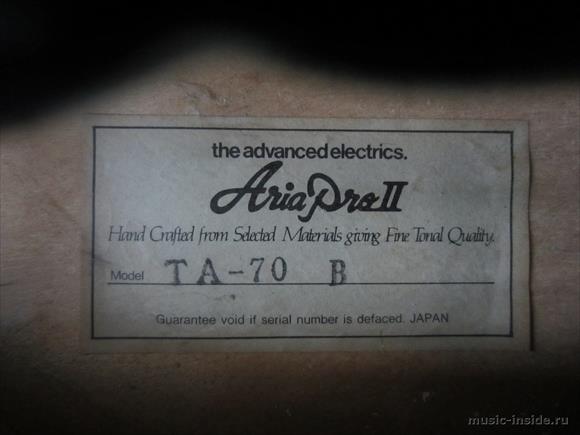 the advanced electrics.
Aria Pro II
Hand Crafted from Selected Materials giving Fine Tonal Quality.
Model TA-70 B
Guarantee void if serial number is defaced. JAPAN
music-inside.ru